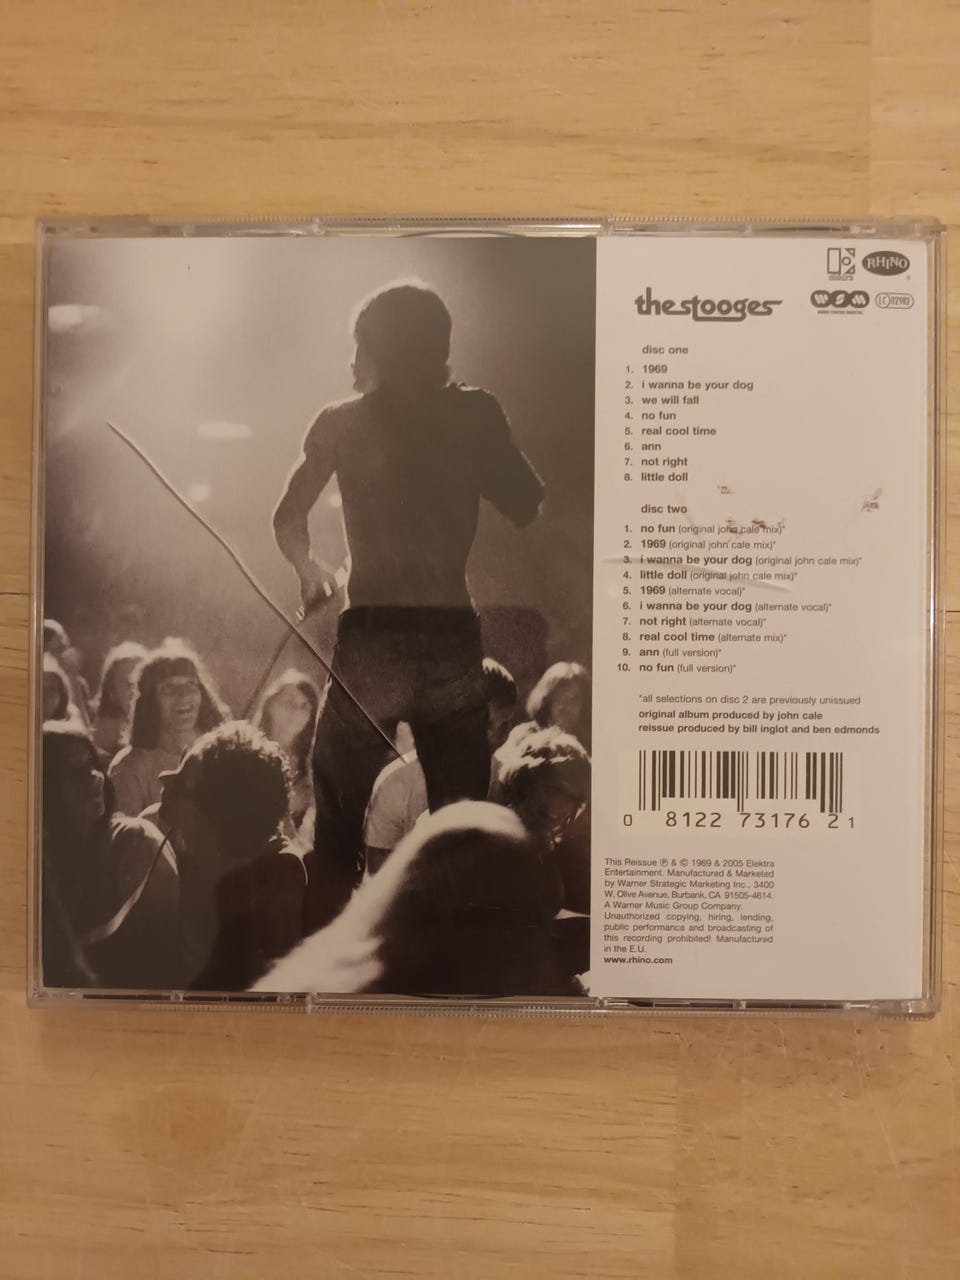 elektra
RHINO
WSM
WARNER STRATEGIC MARKETING
LC 02982
thestooges
disc one
1. 1969
2. i wanna be your dog
3. we will fall
4. no fun
5. real cool time
6. ann
7. not right
8. little doll
disc two
1. no fun (original john cale mix)*
2. 1969 (original john cale mix)*
3. i wanna be your dog (original john cale mix)*
4. little doll (original john cale mix)*
5. 1969 (alternate vocal)*
6. i wanna be your dog (alternate vocal)*
7. not right (alternate vocal)*
8. real cool time (alternate mix)*
9. ann (full version)*
10. no fun (full version)*
*all selections on disc 2 are previously unissued
original album produced by john cale
reissue produced by bill inglot and ben edmonds
0 8122 73176 2 1
This Reissue ℗ & © 1969 & 2005 Elektra
Entertainment. Manufactured & Marketed
by Warner Strategic Marketing Inc., 3400
W. Olive Avenue, Burbank, CA 91505-4614.
A Warner Music Group Company.
Unauthorized copying, hiring, lending,
public performance and broadcasting of
this recording prohibited! Manufactured
in the E.U.
www.rhino.com